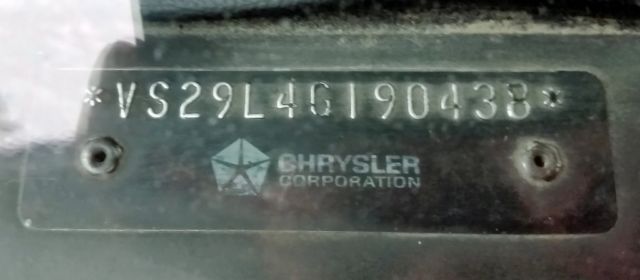 *VS29L4G190438*
CHRYSLER
CORPORATION